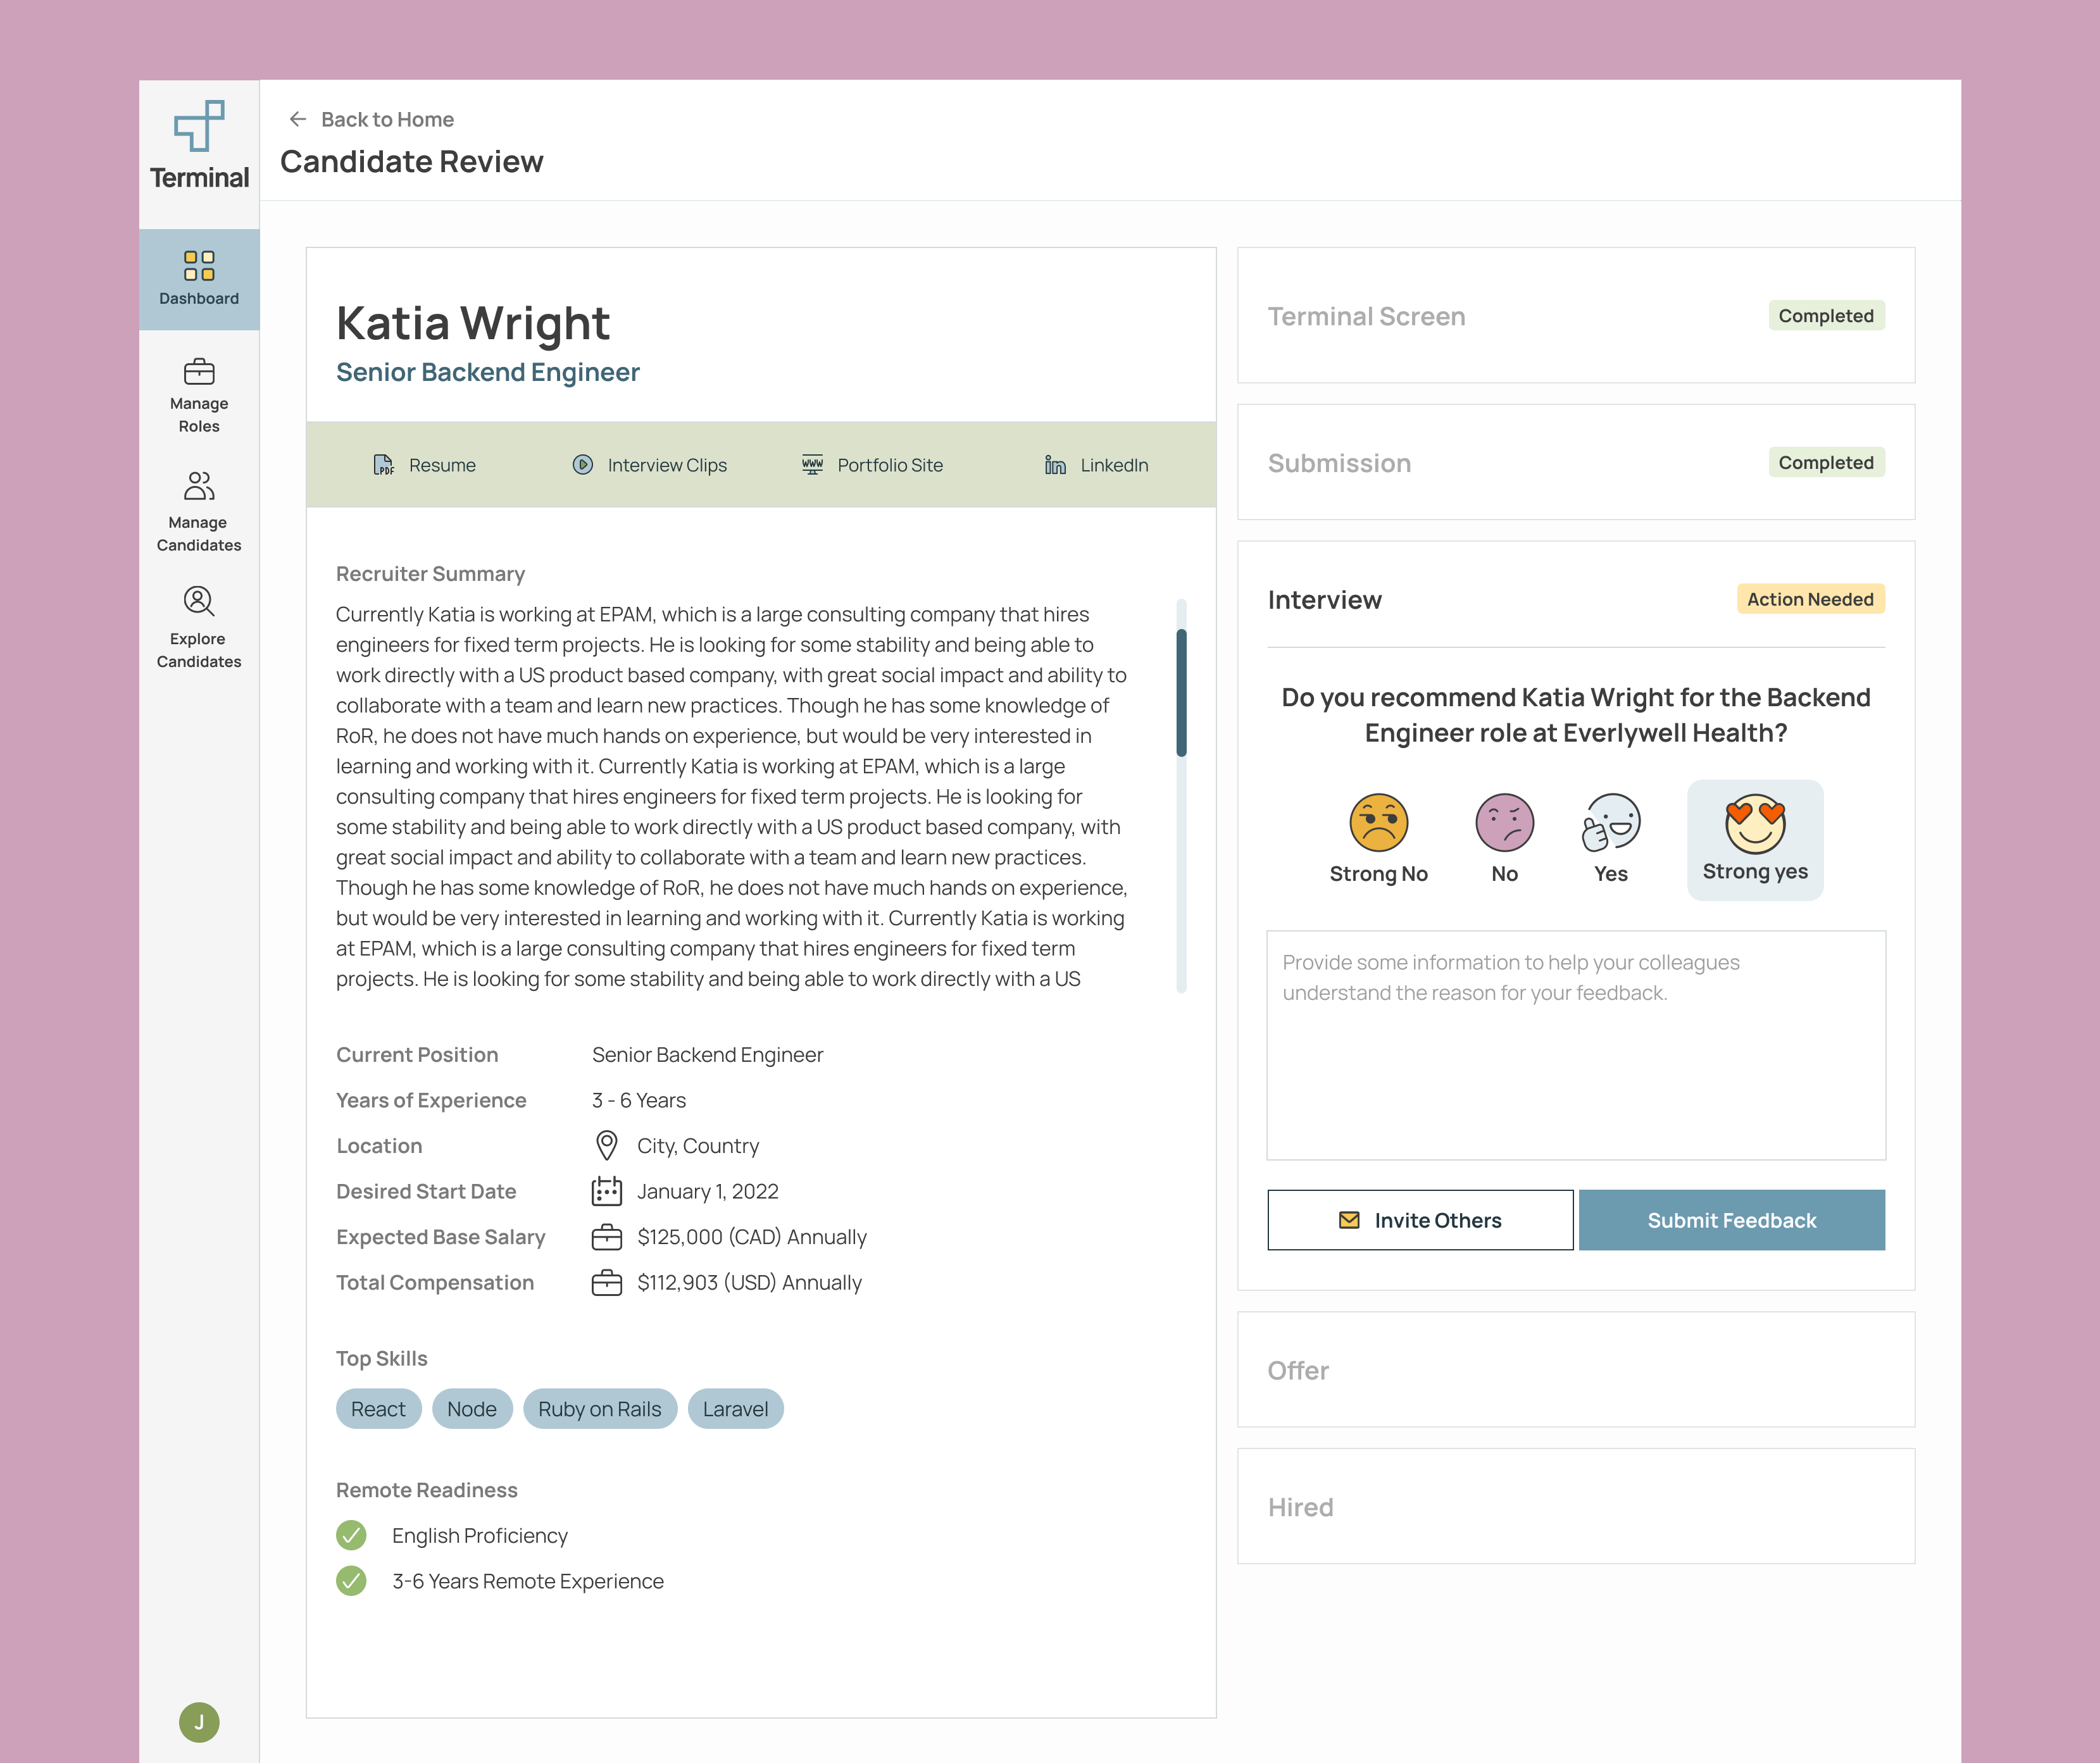 Terminal
Dashboard
Manage
Roles
Manage
Candidates
Explore
Candidates
J
Back to Home
Candidate Review
Katia Wright
Senior Backend Engineer
PDF Resume
Interview Clips
WWW Portfolio Site
in LinkedIn
Recruiter Summary
Currently Katia is working at EPAM, which is a large consulting company that hires
engineers for fixed term projects. He is looking for some stability and being able to
work directly with a US product based company, with great social impact and ability to
collaborate with a team and learn new practices. Though he has some knowledge of
RoR, he does not have much hands on experience, but would be very interested in
learning and working with it. Currently Katia is working at EPAM, which is a large
consulting company that hires engineers for fixed term projects. He is looking for
some stability and being able to work directly with a US product based company, with
great social impact and ability to collaborate with a team and learn new practices.
Though he has some knowledge of RoR, he does not have much hands on experience,
but would be very interested in learning and working with it. Currently Katia is working
at EPAM, which is a large consulting company that hires engineers for fixed term
projects. He is looking for some stability and being able to work directly with a US
Current Position Senior Backend Engineer
Years of Experience 3 - 6 Years
Location City, Country
Desired Start Date January 1, 2022
Expected Base Salary $125,000 (CAD) Annually
Total Compensation $112,903 (USD) Annually
Top Skills
React Node Ruby on Rails Laravel
Remote Readiness
English Proficiency
3-6 Years Remote Experience
Terminal Screen Completed
Submission Completed
Interview Action Needed
Do you recommend Katia Wright for the Backend
Engineer role at Everlywell Health?
Strong No No Yes Strong yes
Provide some information to help your colleagues
understand the reason for your feedback.
Invite Others Submit Feedback
Offer
Hired